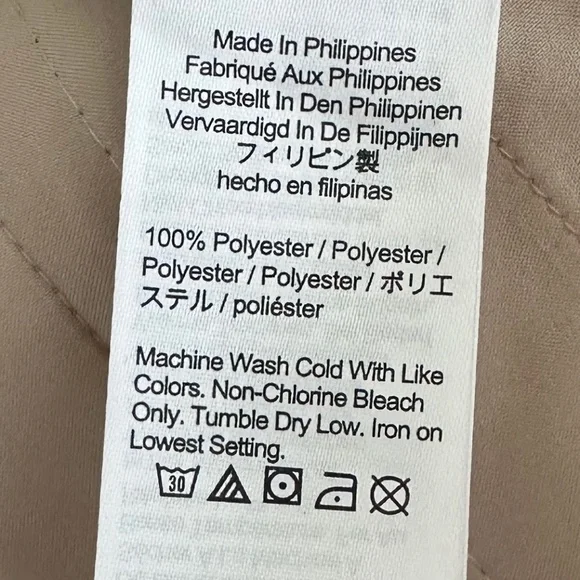 Made In Philippines
Fabriqué Aux Philippines
Hergestellt In Den Philippinen
Vervaardigd In De Filippijnen
フィリピン製
hecho en filipinas
100% Polyester / Polyester /
Polyester / Polyester / ポリエ
ステル / poliéster
Machine Wash Cold With Like
Colors. Non-Chlorine Bleach
Only. Tumble Dry Low. Iron on
Lowest Setting.
30